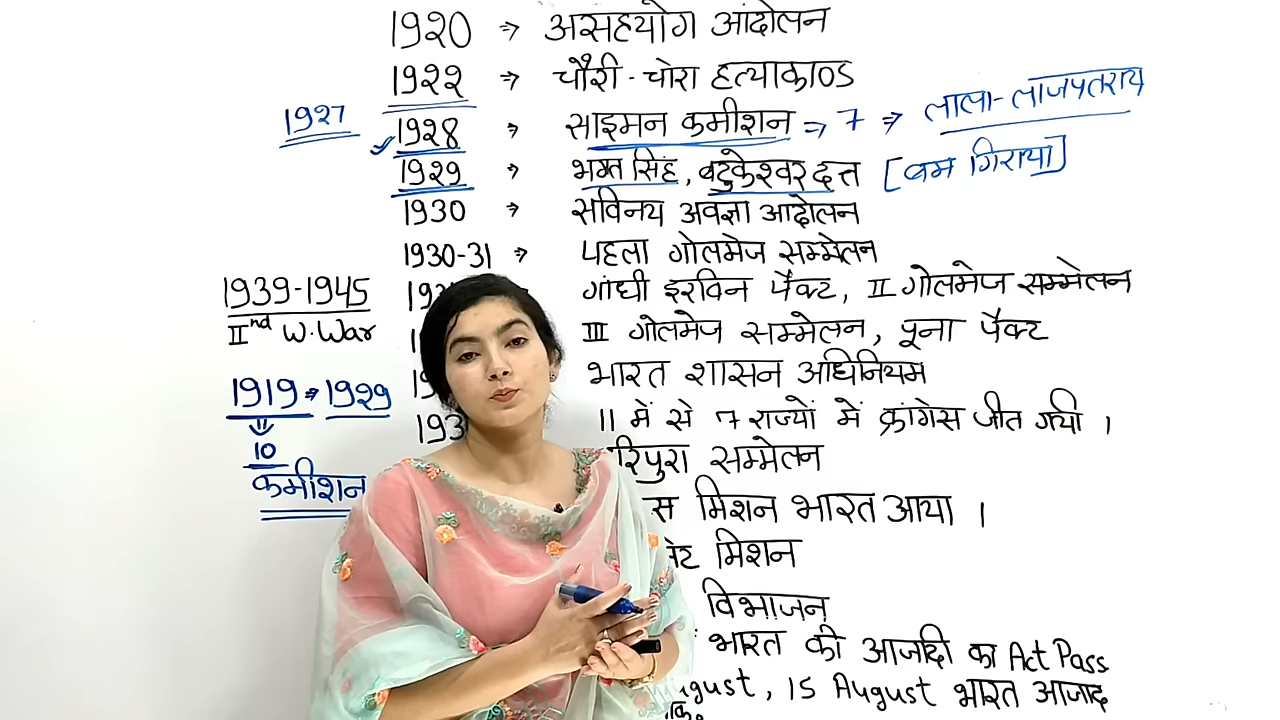 1920 ⇒ असहयोग आंदोलन
1922 ⇒ चौरी-चोरा हत्याकाण्ड
1927
1928 ⇒ साइमन कमीशन ⇒ 7 ⇒ लाला-लाजपतराय
1929 ⇒ भगत सिंह, बटुकेश्वर दत्त [बम गिराया]
1930 ⇒ सविनय अवज्ञा आंदोलन
1930-31 ⇒ पहला गोलमेज सम्मेलन
गांधी इरविन पैक्ट, II गोलमेज सम्मेलन
III गोलमेज सम्मेलन, पूना पैक्ट
भारत शासन अधिनियम
11 में से 7 राज्यों में कांग्रेस जीत गयी ।
सम्मेलन
मिशन भारत आया ।
मिशन
विभाजन
भारत की आजादी का Act Pass
, 15 August भारत आजाद
1939-1945
IInd W. War
1919 ⇒ 1929
10
कमीशन